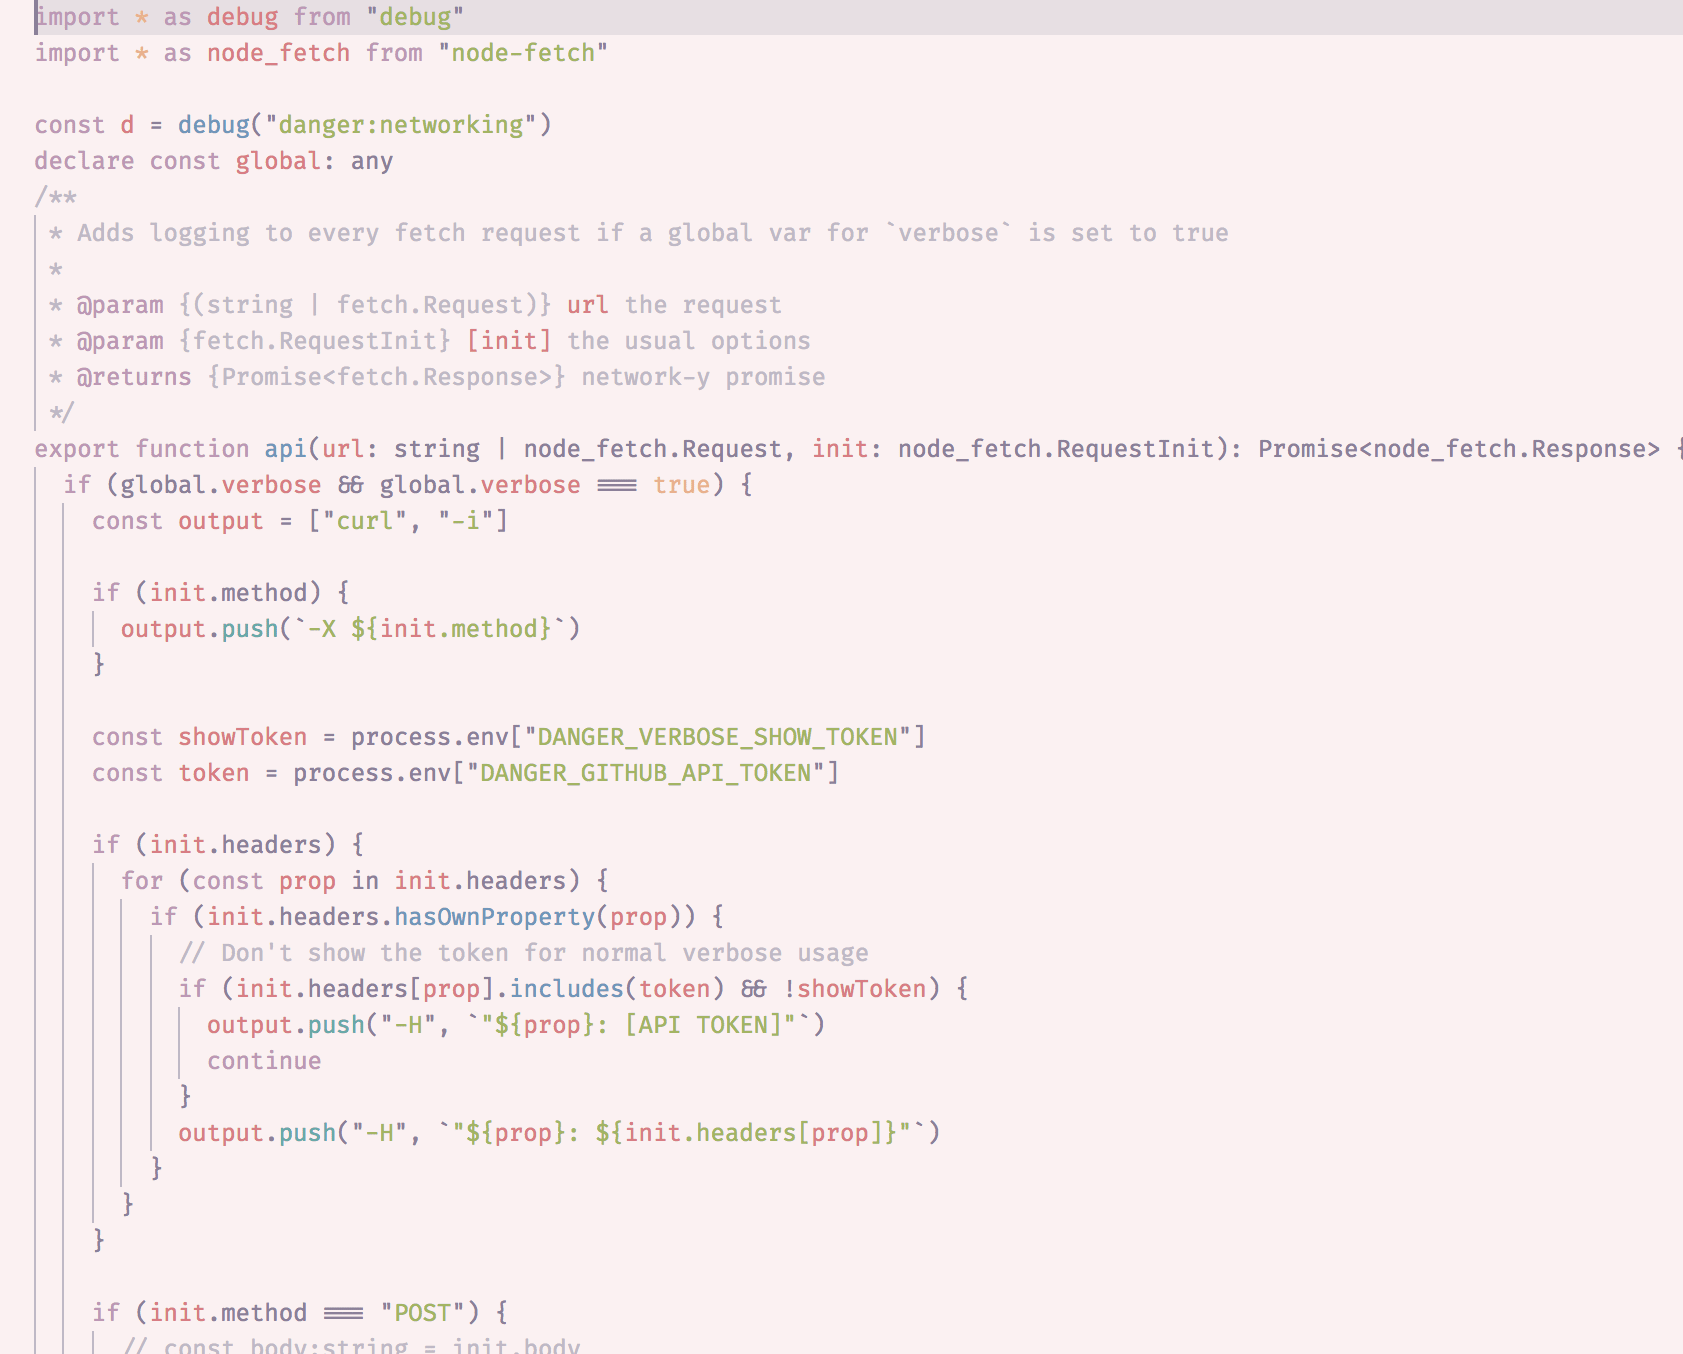 import * as debug from "debug"
import * as node_fetch from "node-fetch"

const d = debug("danger:networking")
declare const global: any
/**
 * Adds logging to every fetch request if a global var for `verbose` is set to true
 *
 * @param {(string | fetch.Request)} url the request
 * @param {fetch.RequestInit} [init] the usual options
 * @returns {Promise<fetch.Response>} network-y promise
 */
export function api(url: string | node_fetch.Request, init: node_fetch.RequestInit): Promise<node_fetch.Response> {
  if (global.verbose && global.verbose === true) {
    const output = ["curl", "-i"]

    if (init.method) {
      output.push(`-X ${init.method}`)
    }

    const showToken = process.env["DANGER_VERBOSE_SHOW_TOKEN"]
    const token = process.env["DANGER_GITHUB_API_TOKEN"]

    if (init.headers) {
      for (const prop in init.headers) {
        if (init.headers.hasOwnProperty(prop)) {
          // Don't show the token for normal verbose usage
          if (init.headers[prop].includes(token) && !showToken) {
            output.push("-H", `"${prop}: [API TOKEN]"`)
            continue
          }
          output.push("-H", `"${prop}: ${init.headers[prop]}"`)
        }
      }
    }

    if (init.method === "POST") {
      // const body:string = init.body